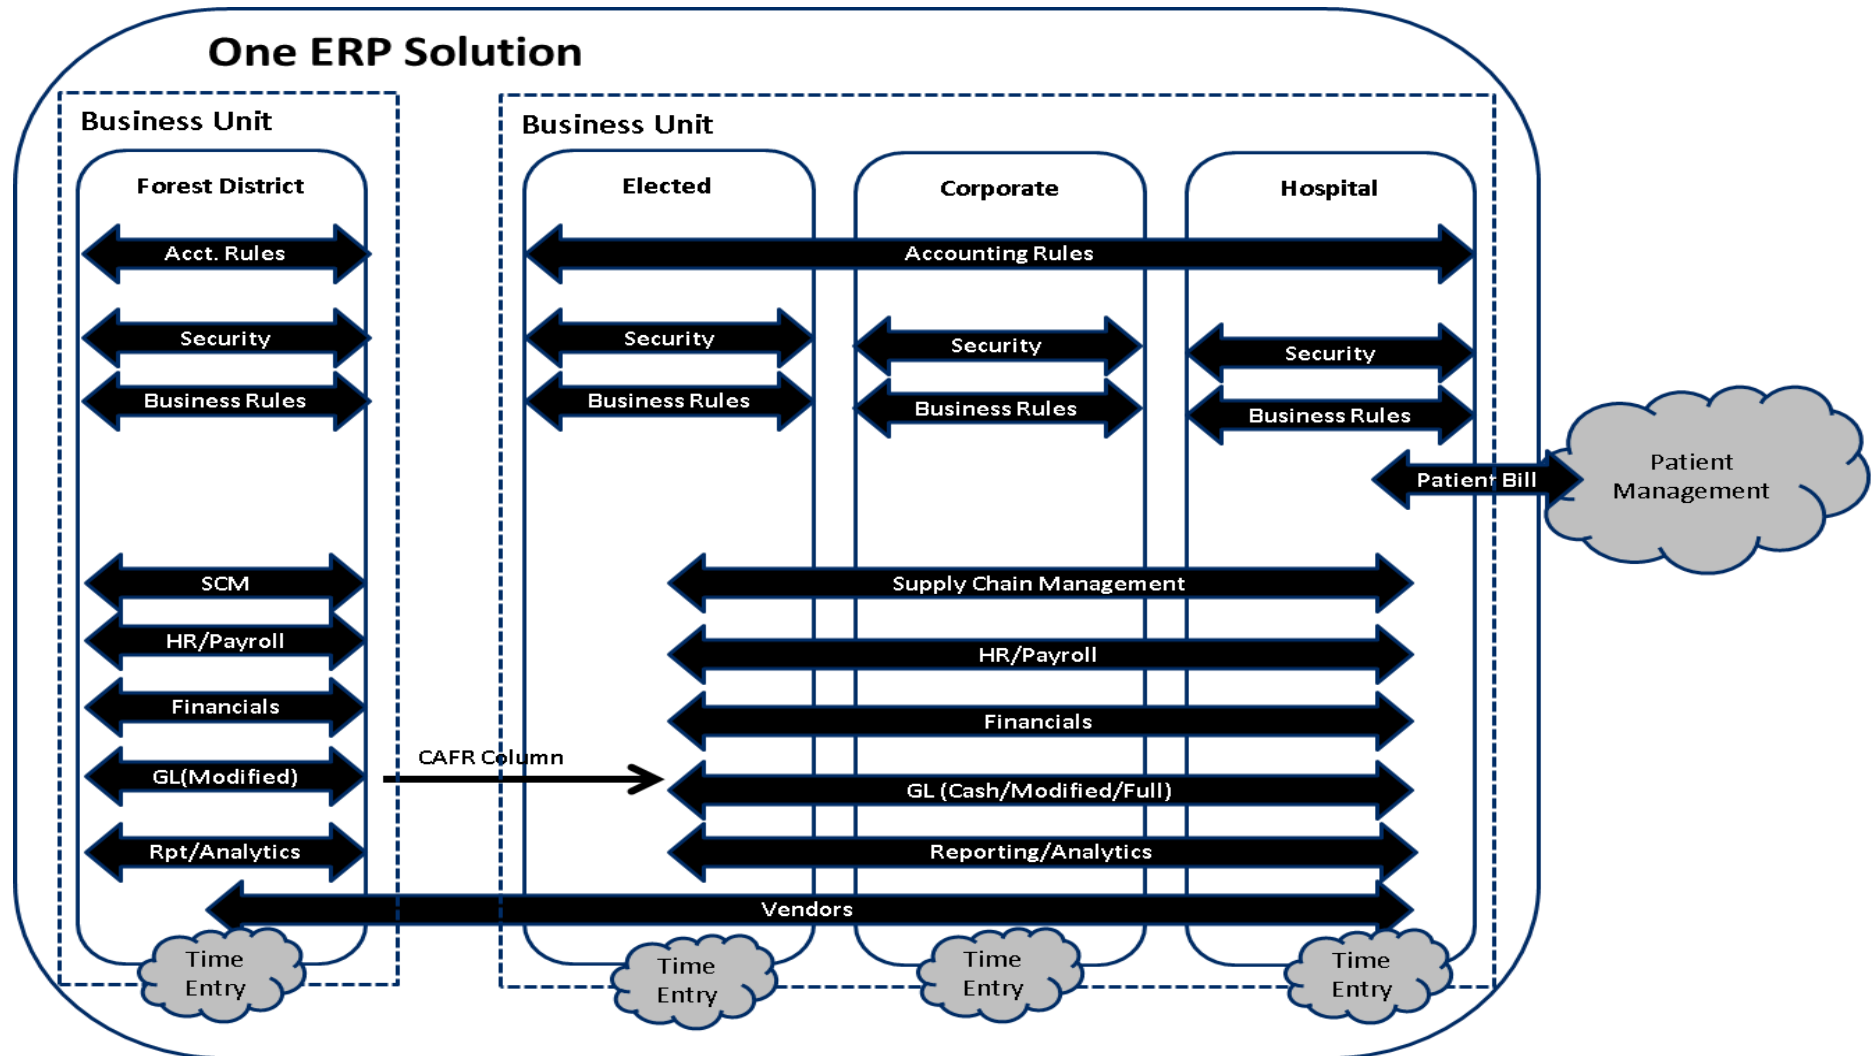 One ERP Solution
Business Unit
Business Unit
Forest District
Elected
Corporate
Hospital
Acct. Rules
Accounting Rules
Security
Security
Security
Security
Business Rules
Business Rules
Business Rules
Business Rules
Patient Bill
Patient
Management
SCM
Supply Chain Management
HR/Payroll
HR/Payroll
Financials
Financials
CAFR Column
GL(Modified)
GL (Cash/Modified/Full)
Rpt/Analytics
Reporting/Analytics
Vendors
Time
Entry
Time
Entry
Time
Entry
Time
Entry